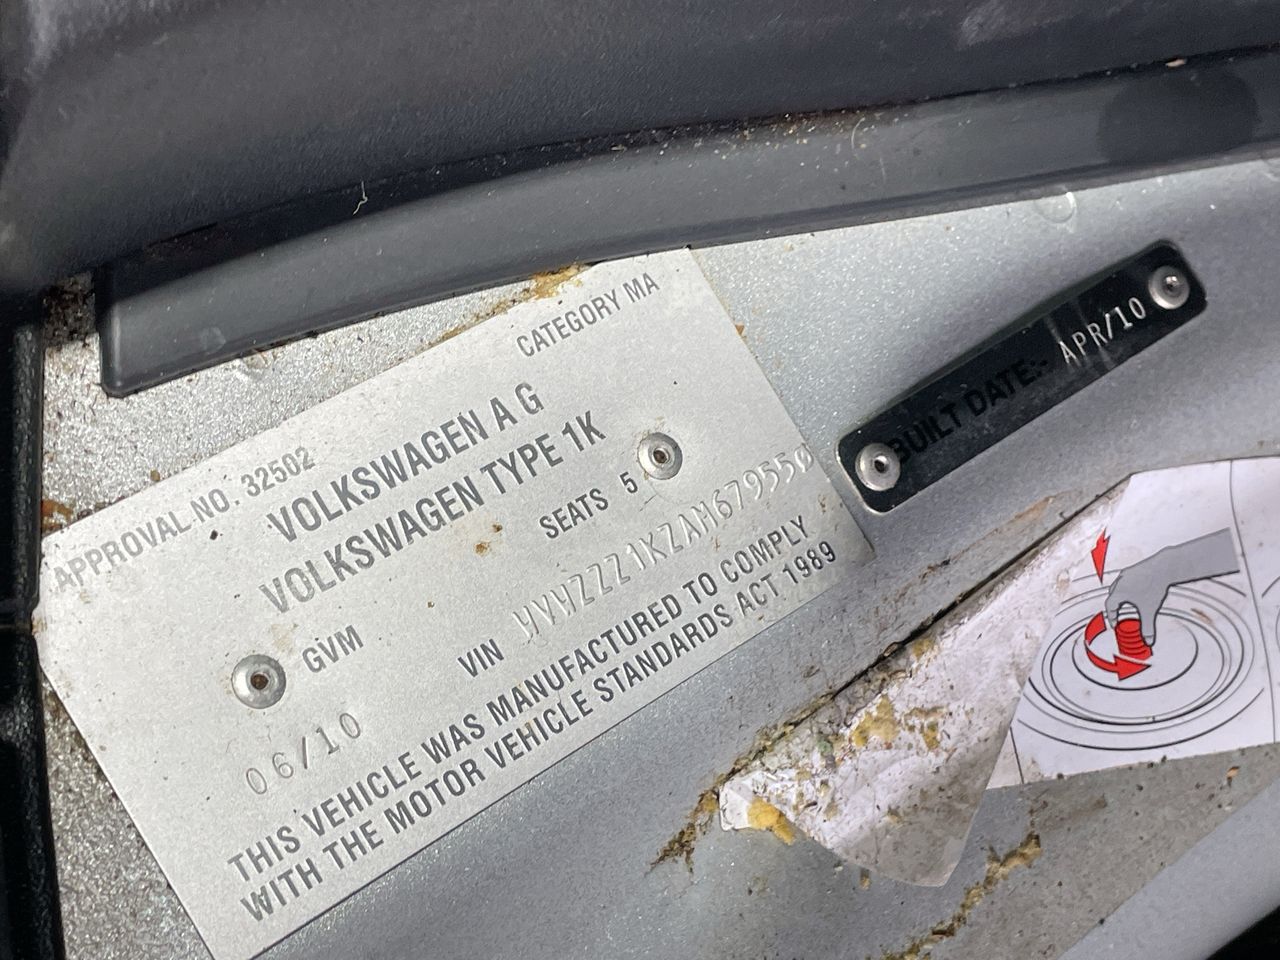 APPROVAL NO. 32502
CATEGORY MA
VOLKSWAGEN A G
VOLKSWAGEN TYPE 1K
SEATS 5
GVM
VIN WVWZZZ1KZAM679550
06/10
THIS VEHICLE WAS MANUFACTURED TO COMPLY
WITH THE MOTOR VEHICLE STANDARDS ACT 1989
BUILT DATE:- APR/10